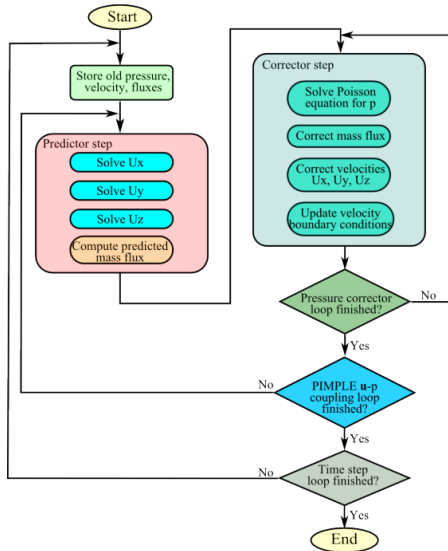 Start
Store old pressure,
velocity, fluxes
Predictor step
Solve Ux
Solve Uy
Solve Uz
Compute predicted
mass flux
Corrector step
Solve Poisson
equation for p
Correct mass flux
Correct velocities
Ux, Uy, Uz
Update velocity
boundary conditions
Pressure corrector
loop finished?
No
Yes
PIMPLE u-p
coupling loop
finished?
No
Yes
Time step
loop finished?
No
Yes
End